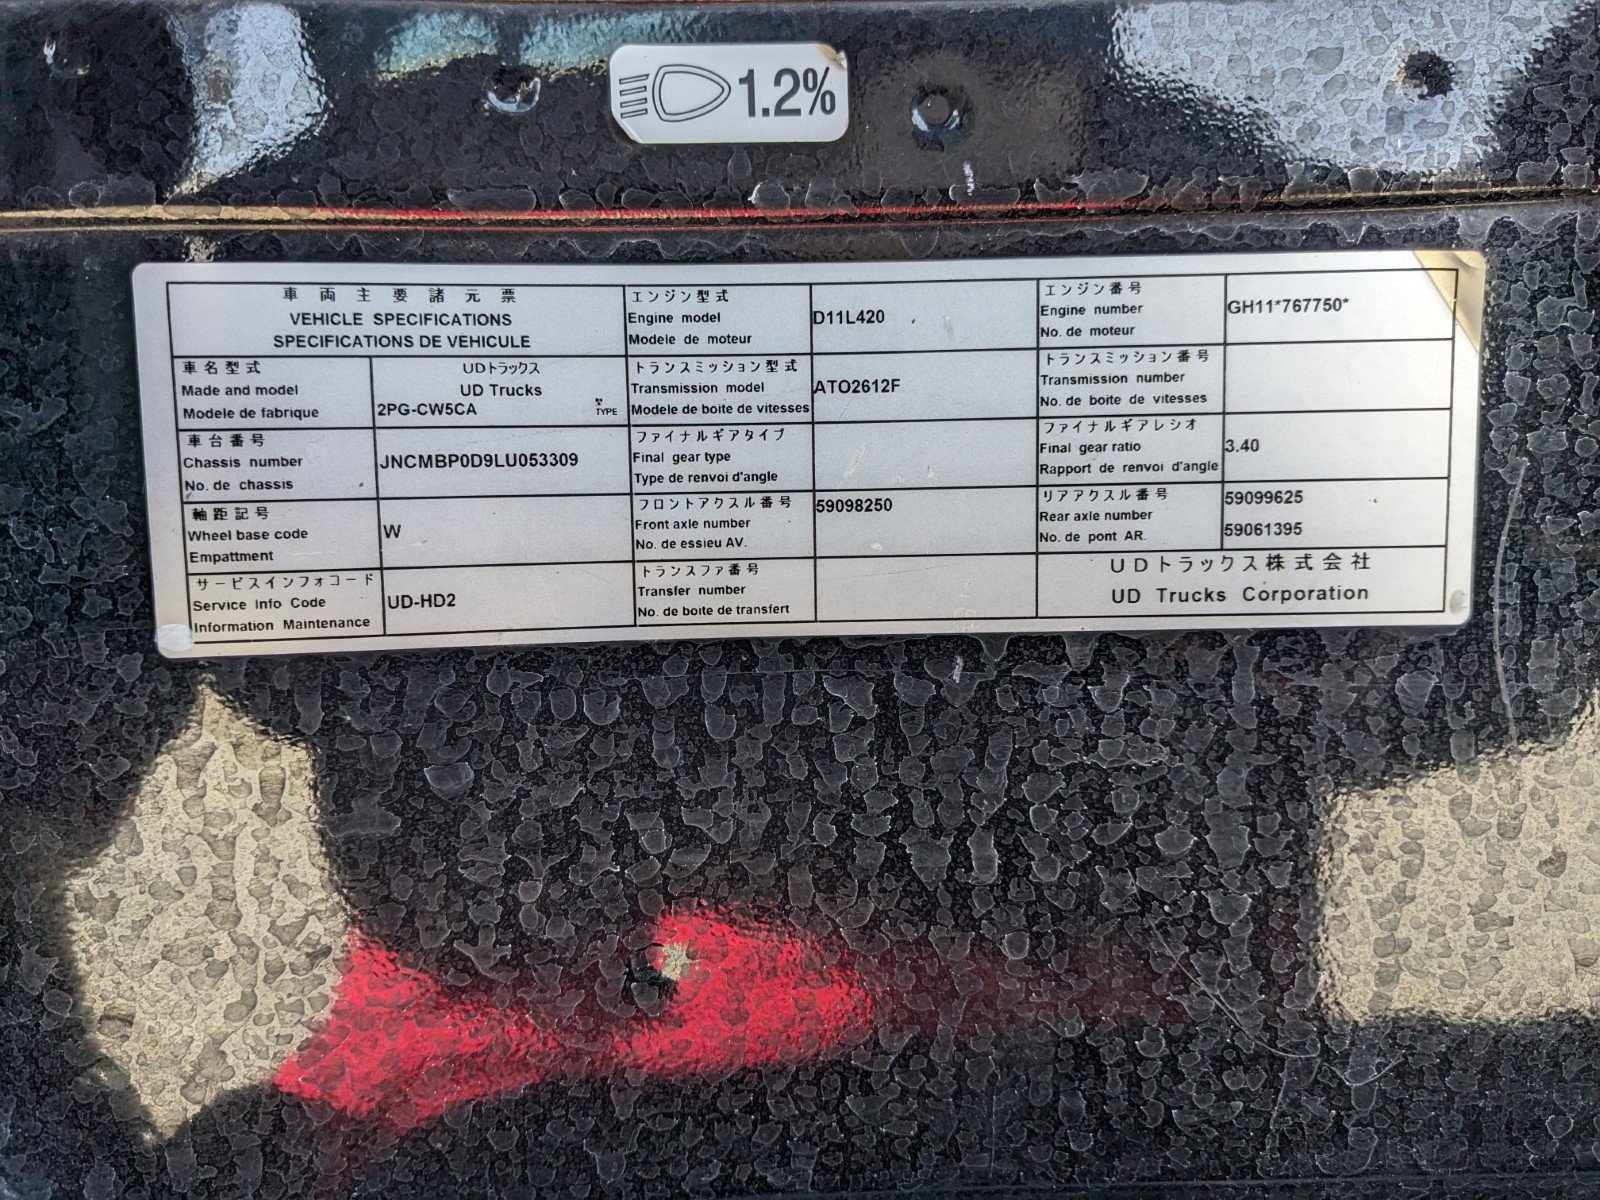 1.2%
車両主要諸元票
VEHICLE SPECIFICATIONS
SPECIFICATIONS DE VEHICULE
車名型式
Made and model
Modele de fabrique
UDトラックス
UD Trucks
2PG-CW5CA
型式
TYPE
車台番号
Chassis number
No. de chassis
JNCMBP0D9LU053309
軸距記号
Wheel base code
Empattment
W
サービスインフォコード
Service Info Code
Information Maintenance
UD-HD2
エンジン型式
Engine model
Modele de moteur
D11L420
トランスミッション型式
Transmission model
Modele de boite de vitesses
ATO2612F
ファイナルギアタイプ
Final gear type
Type de renvoi d'angle
フロントアクスル番号
Front axle number
No. de essieu AV.
59098250
トランスファ番号
Transfer number
No. de boite de transfert
エンジン番号
Engine number
No. de moteur
GH11*767750*
トランスミッション番号
Transmission number
No. de boite de vitesses
ファイナルギアレシオ
Final gear ratio
Rapport de renvoi d'angle
3.40
リアアクスル番号
Rear axle number
No. de pont AR.
59099625
59061395
UDトラックス株式会社
UD Trucks Corporation